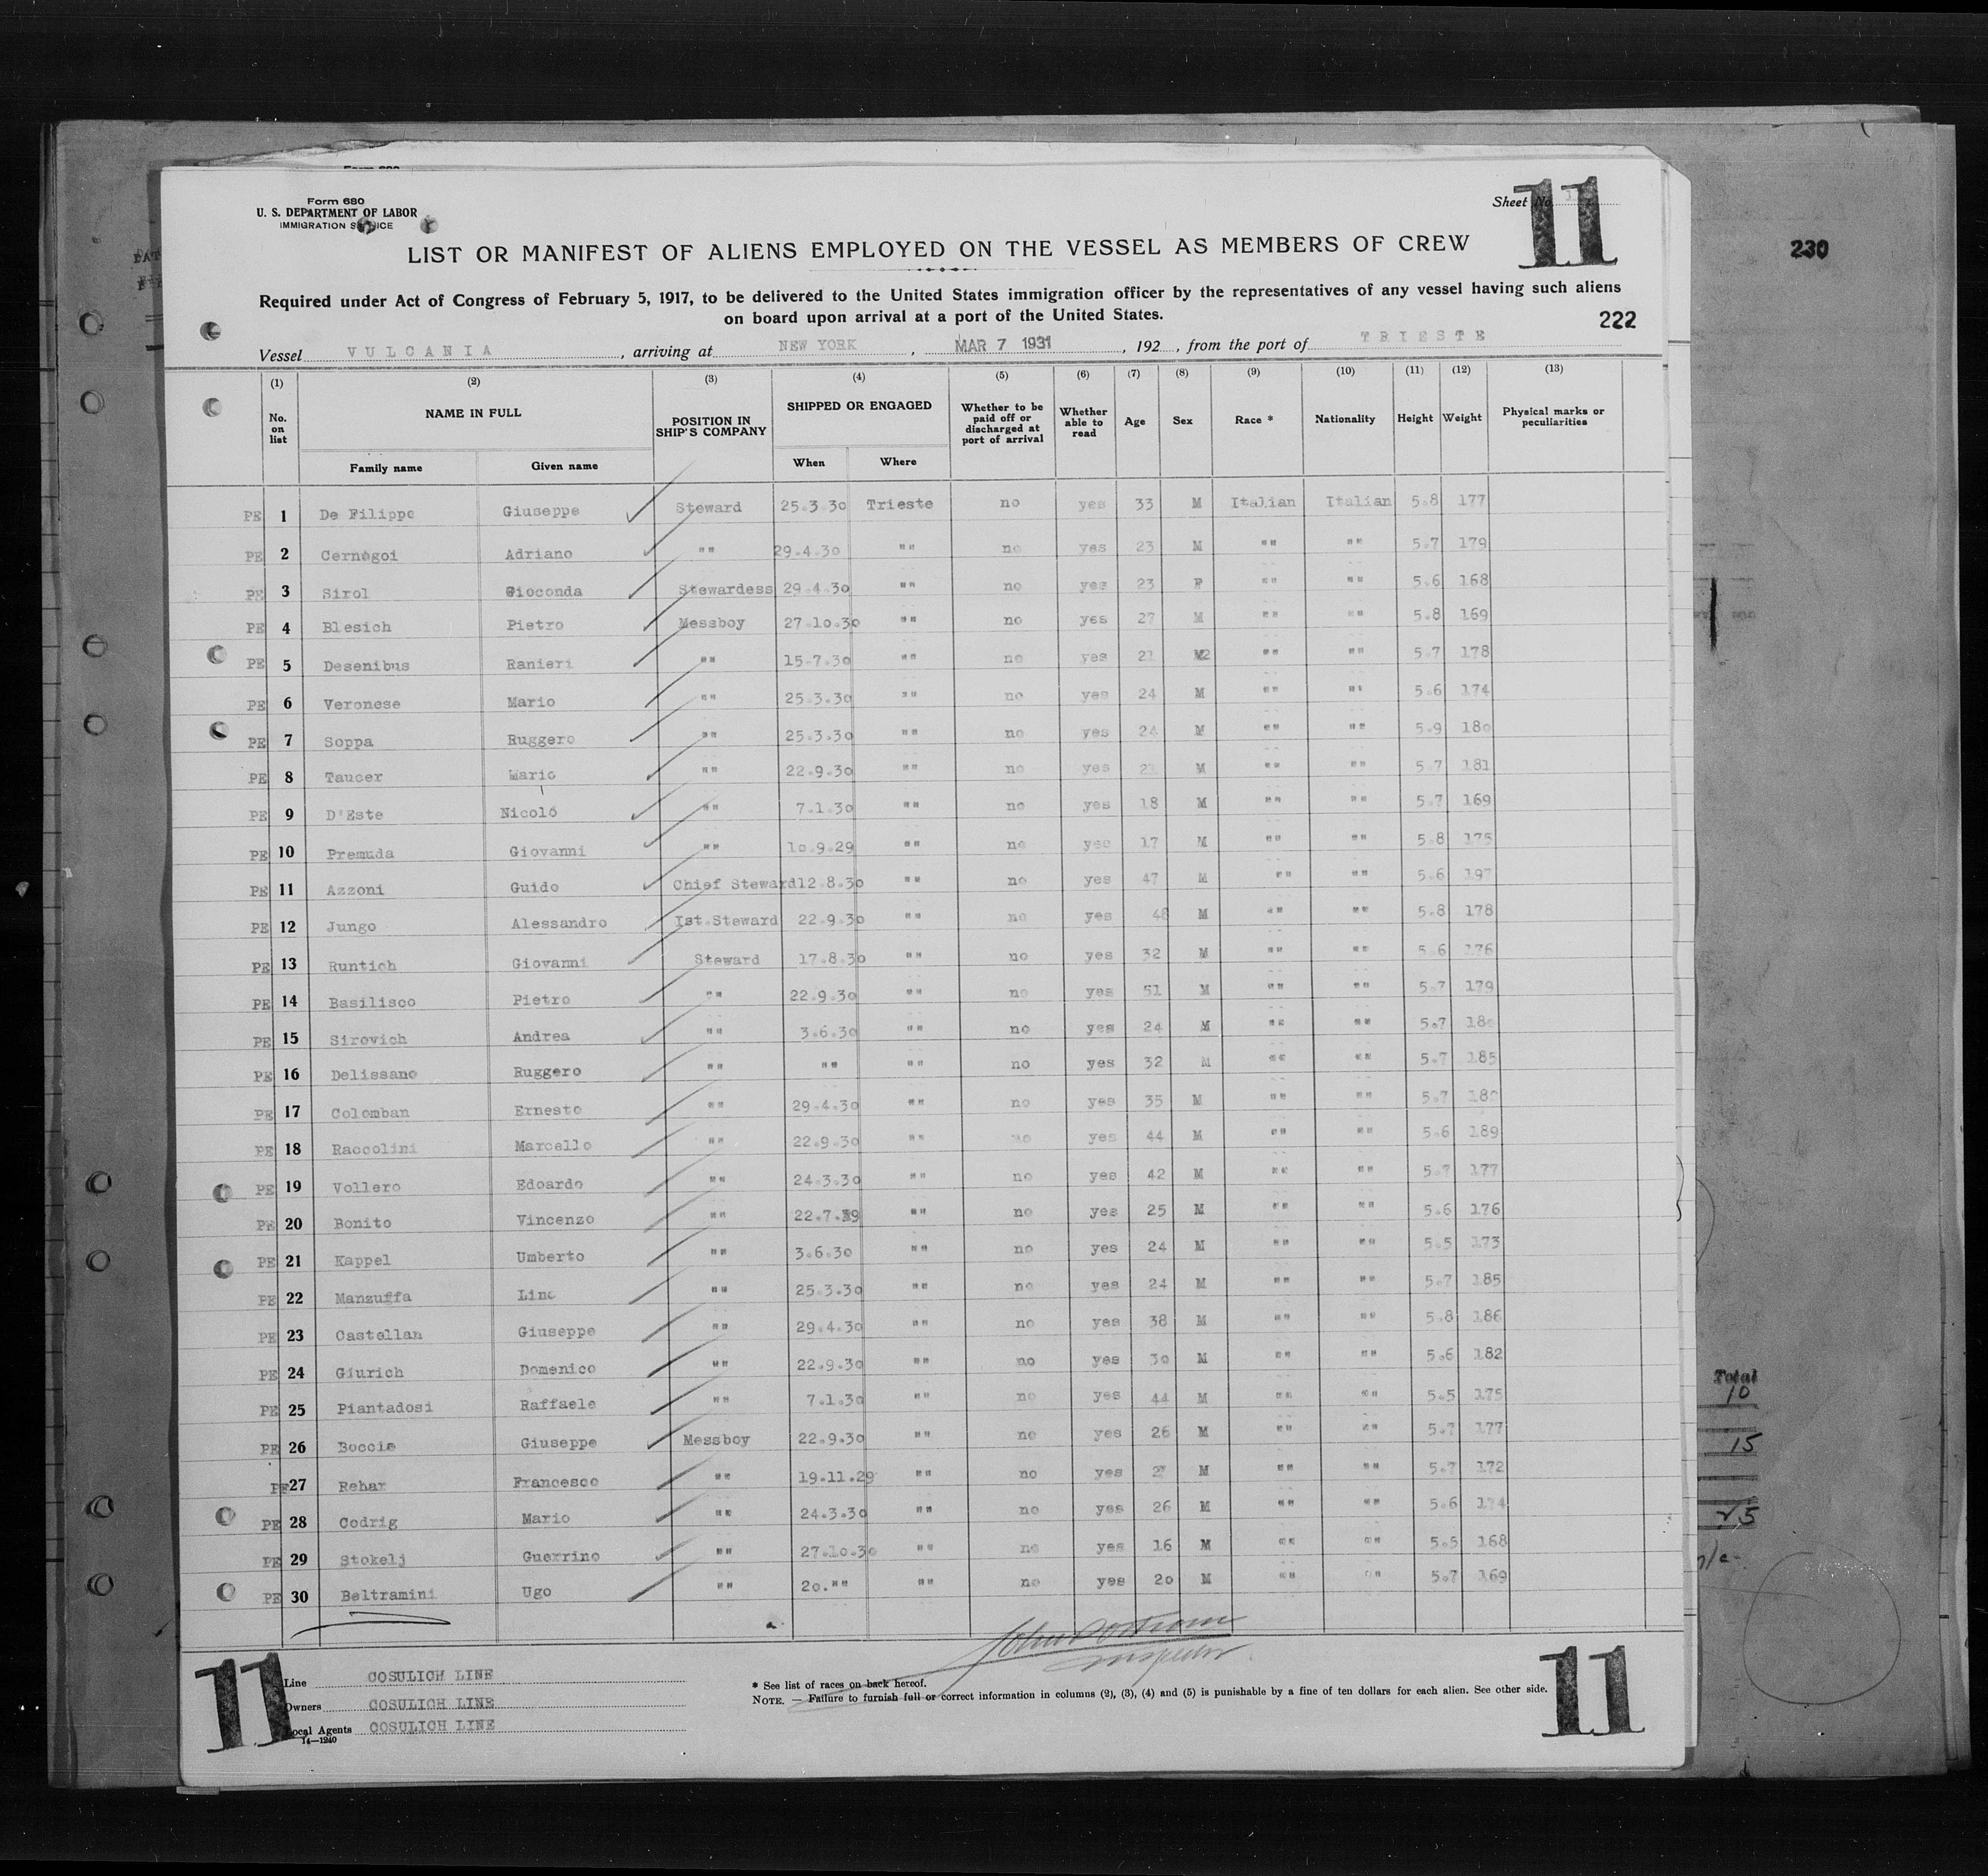 Form 680
U. S. DEPARTMENT OF LABOR
IMMIGRATION SERVICE
Sheet No.
11
LIST OR MANIFEST OF ALIENS EMPLOYED ON THE VESSEL AS MEMBERS OF CREW
230
Required under Act of Congress of February 5, 1917, to be delivered to the United States immigration officer by the representatives of any vessel having such aliens
on board upon arrival at a port of the United States.
222
Vessel VULCANIA, arriving at NEW YORK, MAR 7 1931, 192 , from the port of TRIESTE
(1) (2) (3) (4) (5) (6) (7) (8) (9) (10) (11) (12) (13)
No. on list NAME IN FULL POSITION IN SHIP'S COMPANY SHIPPED OR ENGAGED Whether to be paid off or discharged at port of arrival Whether able to read Age Sex Race * Nationality Height Weight Physical marks or peculiarities
Family name Given name When Where
PE 1 De Filippo Giuseppe Steward 25.3.30 Trieste no yes 33 M Italian Italian 5.8 177
PE 2 Cernogoi Adriano "" 29.4.30 "" no yes 23 M "" "" 5.7 179
PE 3 Sirol Gioconda Stewardess 29.4.30 "" no yes 23 F "" "" 5.6 168
PE 4 Blesich Pietro Messboy 27.10.30 "" no yes 27 M "" "" 5.8 169
PE 5 Desenibus Ranieri "" 15.7.30 "" no yes 21 M "" "" 5.7 178
PE 6 Veronese Mario "" 25.3.30 "" no yes 24 M "" "" 5.6 174
PE 7 Soppa Ruggero "" 25.3.30 "" no yes 24 M "" "" 5.9 180
PE 8 Taucer Mario "" 22.9.30 "" no yes M "" "" 5.7 181
PE 9 D'Este Nicoló "" 7.1.30 "" no yes 18 M "" "" 5.7 169
PE 10 Premuda Giovanni "" 10.9.29 "" no yes 17 M "" "" 5.8 175
PE 11 Azzoni Guido Chief Steward 12.8.30 "" no yes 47 M "" "" 5.6 197
PE 12 Jungo Alessandro Ist.Steward 22.9.30 "" no yes 48 M "" "" 5.8 178
PE 13 Runtich Giovanni Steward 17.8.30 "" no yes 32 M "" "" 5.6 176
PE 14 Basilisco Pietro "" 22.9.30 "" no yes 51 M "" "" 5.7 179
PE 15 Sirovich Andrea "" 3.6.30 "" no yes 24 M "" "" 5.7
PE 16 Delissano Ruggero "" "" "" no yes 32 M "" "" 5.7 185
PE 17 Colomban Ernesto "" 29.4.30 "" no yes 35 M "" "" 5.7
PE 18 Raccolini Marcello "" 22.9.30 "" no yes 44 M "" "" 5.6 189
PE 19 Vollero Edoardo "" 24.3.30 "" no yes 42 M "" "" 5.7 177
PE 20 Bonito Vincenzo "" 22.7.29 "" no yes 25 M "" "" 5.6 176
PE 21 Kappel Umberto "" 3.6.30 "" no yes 24 M "" "" 5.5 173
PE 22 Manzuffa Lino "" 25.3.30 "" no yes 24 M "" "" 5.7 185
PE 23 Castellan Giuseppe "" 29.4.30 "" no yes 38 M "" "" 5.8 186
PE 24 Giurich Domenico "" 22.9.30 "" no yes 30 M "" "" 5.6 182
PE 25 Piantadosi Raffaele "" 7.1.30 "" no yes 44 M "" "" 5.5 175
PE 26 Boccia Giuseppe Messboy 22.9.30 "" no yes 26 M "" "" 5.7 177
PE 27 Rehar Francesco "" 19.11.29 "" no yes M "" "" 5.7 172
PE 28 Codrig Mario "" 24.3.30 "" no yes 26 M "" "" 5.6 174
PE 29 Stokelj Guerrino "" 27.10.30 "" no yes 16 M "" "" 5.5 168
PE 30 Beltramini Ugo "" 20."" "" no yes 20 M "" "" 5.7 169
Total
10
15
25
Inspector
11
Line COSULICH LINE
Owners COSULICH LINE
Local Agents COSULICH LINE
14—1240
* See list of races on back hereof.
NOTE. — Failure to furnish full or correct information in columns (2), (3), (4) and (5) is punishable by a fine of ten dollars for each alien. See other side.
11